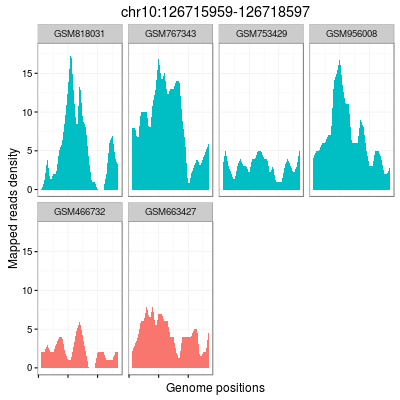 chr10:126715959-126718597
GSM818031 GSM767343 GSM753429 GSM956008
15
10
5
0
GSM466732 GSM663427
15
10
5
0
Mapped reads density
Genome positions